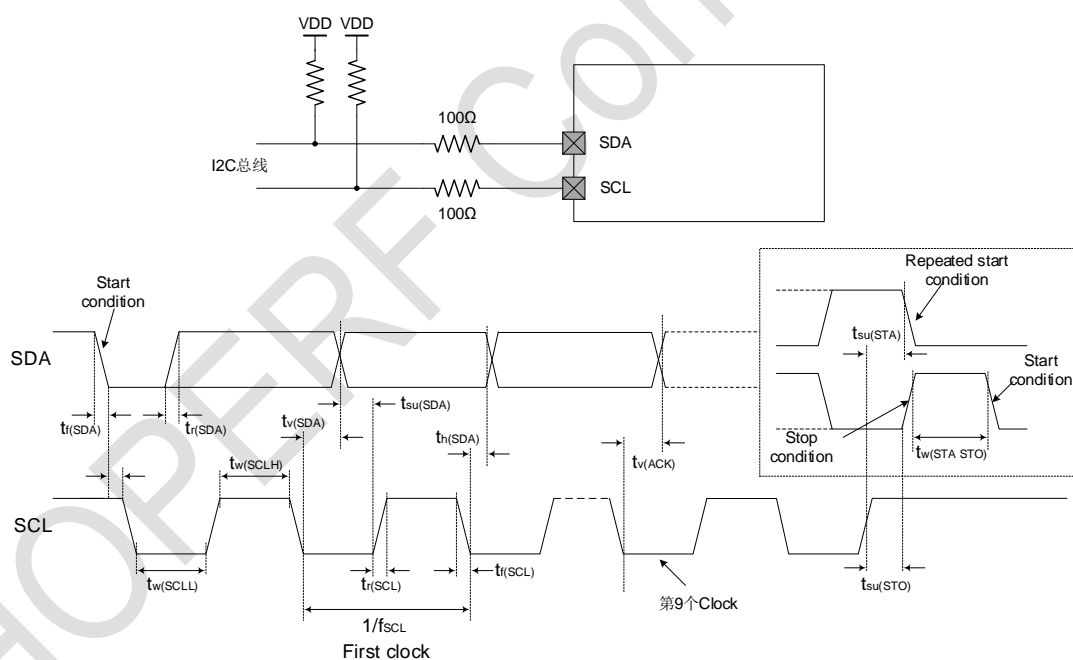 VDD VDD
100Ω
SDA
I2C总线
SCL
100Ω
Start
condition
Repeated start
condition
tsu(STA)
SDA
Start
condition
tf(SDA)
tr(SDA)
tv(SDA)
tsu(SDA)
th(SDA)
tv(ACK)
Stop
condition
tw(STA STO)
tw(SCLH)
SCL
tw(SCLL)
tr(SCL)
tf(SCL)
第9个Clock
tsu(STO)
1/fSCL
First clock
HOPERF Con